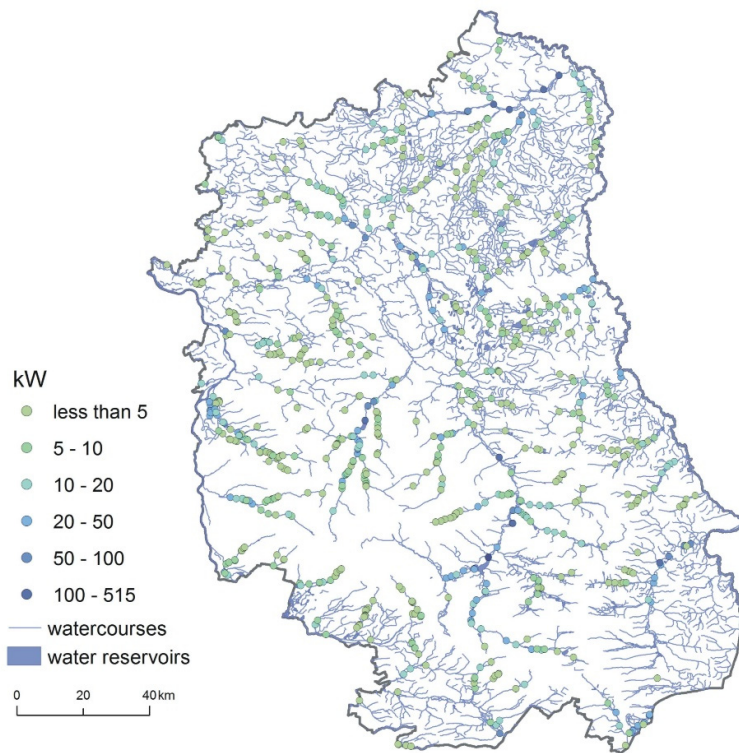 kW
less than 5
5 - 10
10 - 20
20 - 50
50 - 100
100 - 515
watercourses
water reservoirs
0 20 40 km